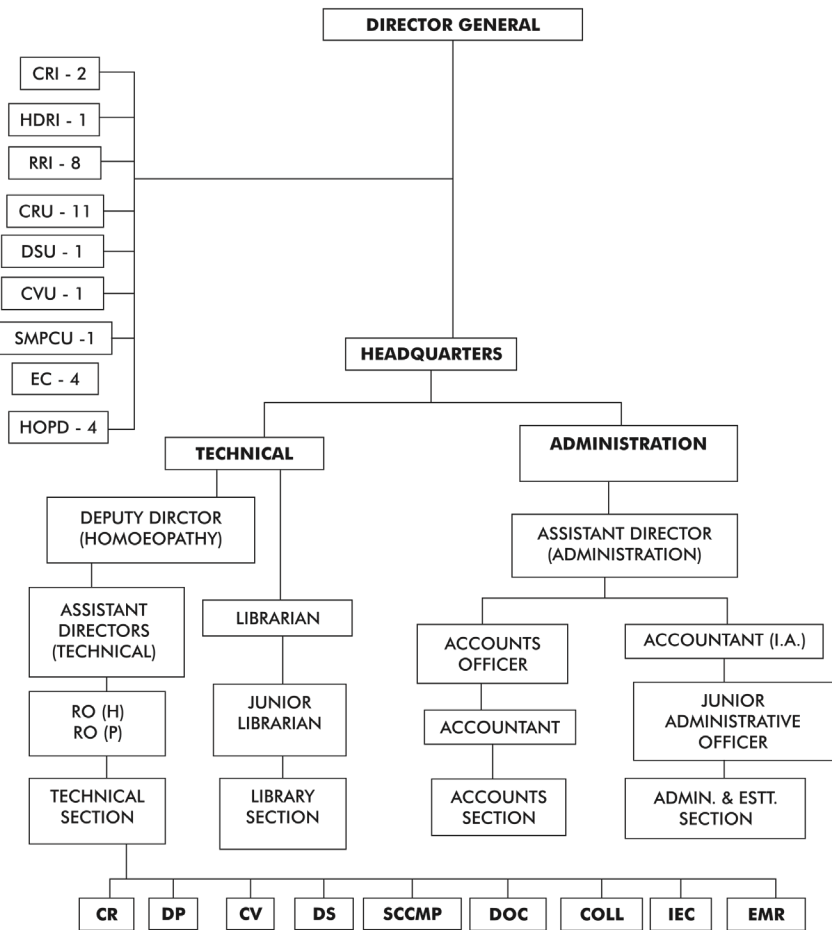 DIRECTOR GENERAL
CRI - 2
HDRI - 1
RRI - 8
CRU - 11
DSU - 1
CVU - 1
SMPCU -1
EC - 4
HOPD - 4
HEADQUARTERS
TECHNICAL
ADMINISTRATION
DEPUTY DIRCTOR
(HOMOEOPATHY)
ASSISTANT DIRECTOR
(ADMINISTRATION)
ASSISTANT
DIRECTORS
(TECHNICAL)
LIBRARIAN
ACCOUNTS
OFFICER
ACCOUNTANT (I.A.)
RO (H)
RO (P)
JUNIOR
LIBRARIAN
ACCOUNTANT
JUNIOR
ADMINISTRATIVE
OFFICER
TECHNICAL
SECTION
LIBRARY
SECTION
ACCOUNTS
SECTION
ADMIN. & ESTT.
SECTION
CR
DP
CV
DS
SCCMP
DOC
COLL
IEC
EMR